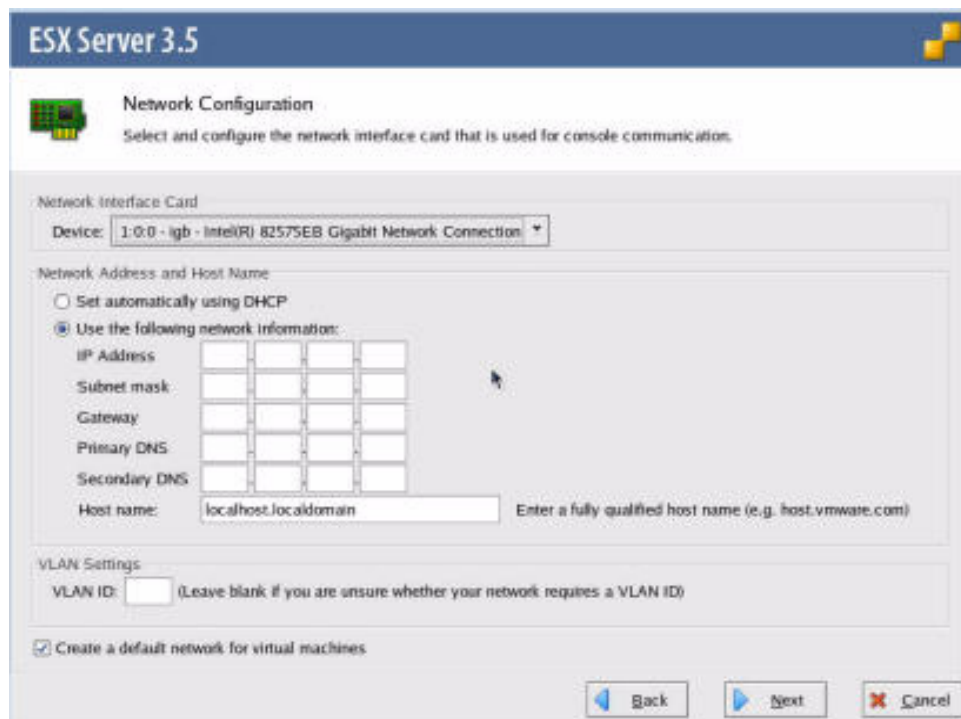 ESX Server 3.5
Network Configuration
Select and configure the network interface card that is used for console communication.
Network Interface Card
Device: 1:0:0 - igb - Intel(R) 82575EB Gigabit Network Connection
Network Address and Host Name
Set automatically using DHCP
Use the following network information:
IP Address
Subnet mask
Gateway
Primary DNS
Secondary DNS
Host name: localhost.localdomain Enter a fully qualified host name (e.g. host.vmware.com)
VLAN Settings
VLAN ID: (Leave blank if you are unsure whether your network requires a VLAN ID)
Create a default network for virtual machines
Back Next Cancel